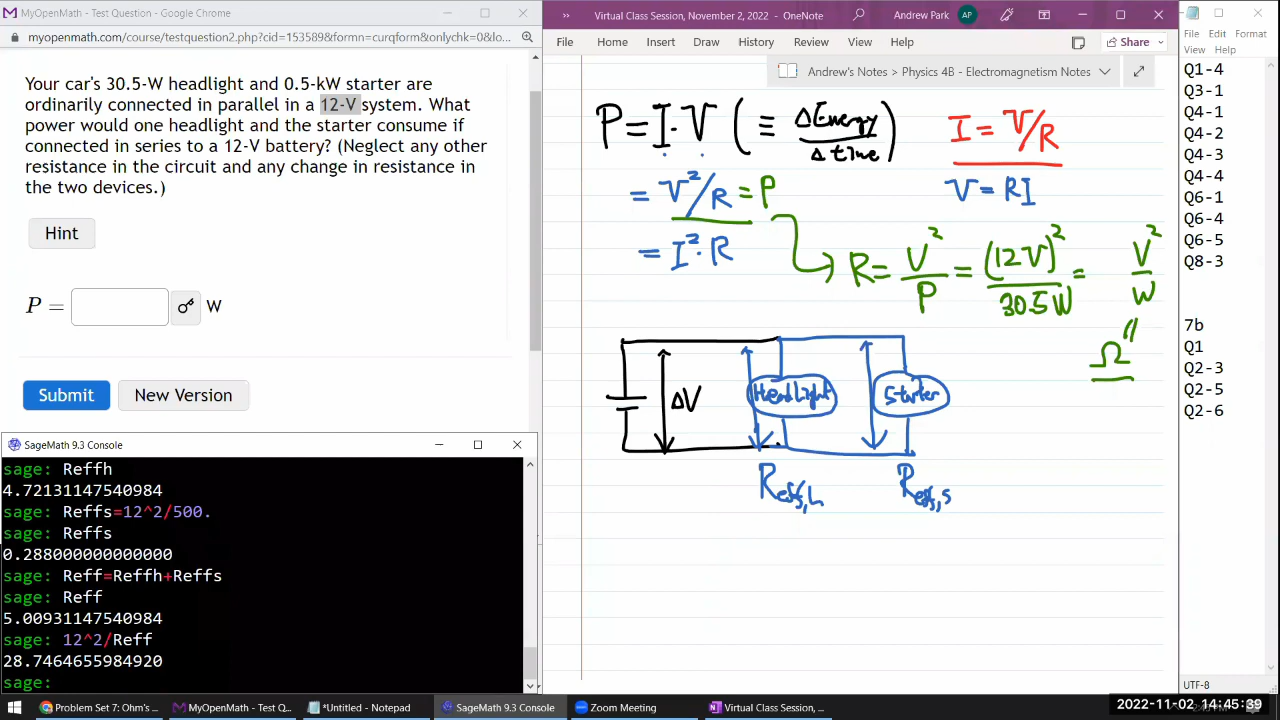 MyOpenMath - Test Question - Google Chrome
myopenmath.com/course/testquestion2.php?cid=153589&formn=curqform&onlychk=0&lo...
Your car's 30.5-W headlight and 0.5-kW starter are
ordinarily connected in parallel in a 12-V system. What
power would one headlight and the starter consume if
connected in series to a 12-V battery? (Neglect any other
resistance in the circuit and any change in resistance in
the two devices.)
Hint
P = W
Submit New Version
SageMath 9.3 Console
sage: Reffh
4.72131147540984
sage: Reffs=12^2/500.
sage: Reffs
0.288000000000000
sage: Reff=Reffh+Reffs
sage: Reff
5.00931147540984
sage: 12^2/Reff
28.7464655984920
sage:
Virtual Class Session, November 2, 2022 - OneNote
Andrew Park AP
File Home Insert Draw History Review View Help Share
Andrew's Notes > Physics 4B - Electromagnetism Notes
P = I·V ( ≡ ΔEnergy / Δtime )
I = V/R
= V²/R = P
V = RI
= I²·R
R = V²/P = (12V)²/30.5W = V²/W
"
Ω
ΔV
Headlight
Starter
Reff,h
Reff,s
File Edit Format
View Help
Q1-4
Q3-1
Q4-1
Q4-2
Q4-3
Q4-4
Q6-1
Q6-4
Q6-5
Q8-3
7b
Q1
Q2-3
Q2-5
Q2-6
UTF-8
Problem Set 7: Ohm's...
MyOpenMath - Test Q...
*Untitled - Notepad
SageMath 9.3 Console
Zoom Meeting
Virtual Class Session, ...
2022-11-02 14:45:39